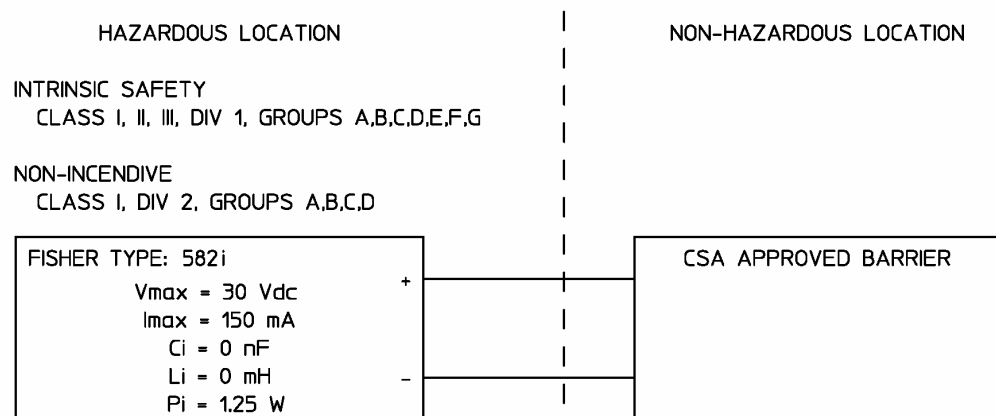 HAZARDOUS LOCATION
NON-HAZARDOUS LOCATION
INTRINSIC SAFETY
CLASS I, II, III, DIV 1, GROUPS A,B,C,D,E,F,G
NON-INCENDIVE
CLASS I, DIV 2, GROUPS A,B,C,D
FISHER TYPE: 582i
Vmax = 30 Vdc
Imax = 150 mA
Ci = 0 nF
Li = 0 mH
Pi = 1.25 W
+
-
CSA APPROVED BARRIER